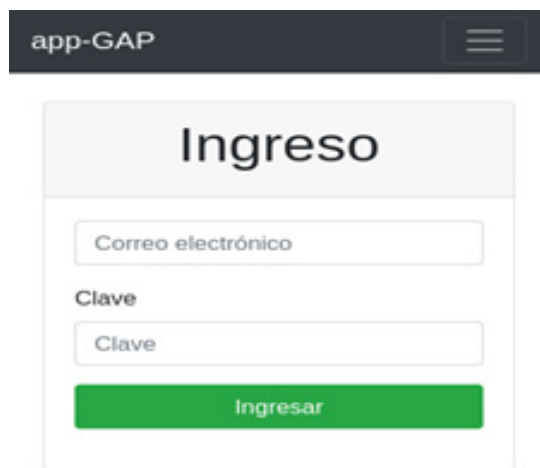 app-GAP
Ingreso
Correo electrónico
Clave
Clave
Ingresar